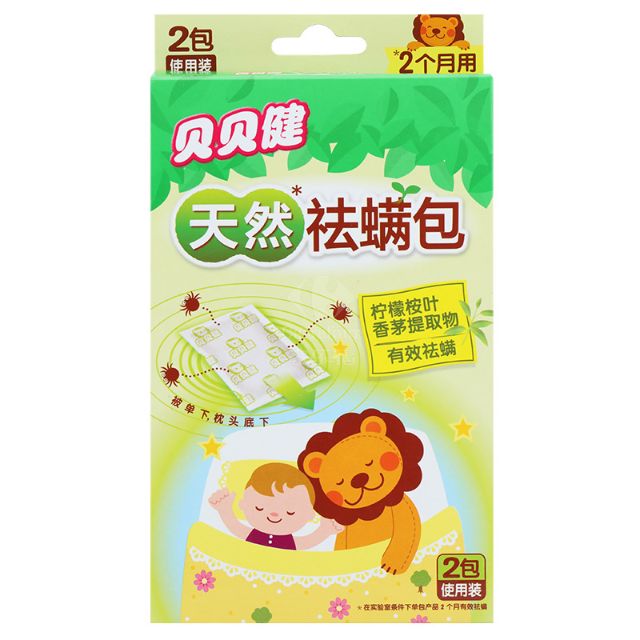 2包
使用装
*2个月用
贝贝健
天然*祛螨包
柠檬桉叶
香茅提取物
有效祛螨
被单下,枕头底下
2包
使用装
*在实验室条件下单包产品2个月有效祛螨